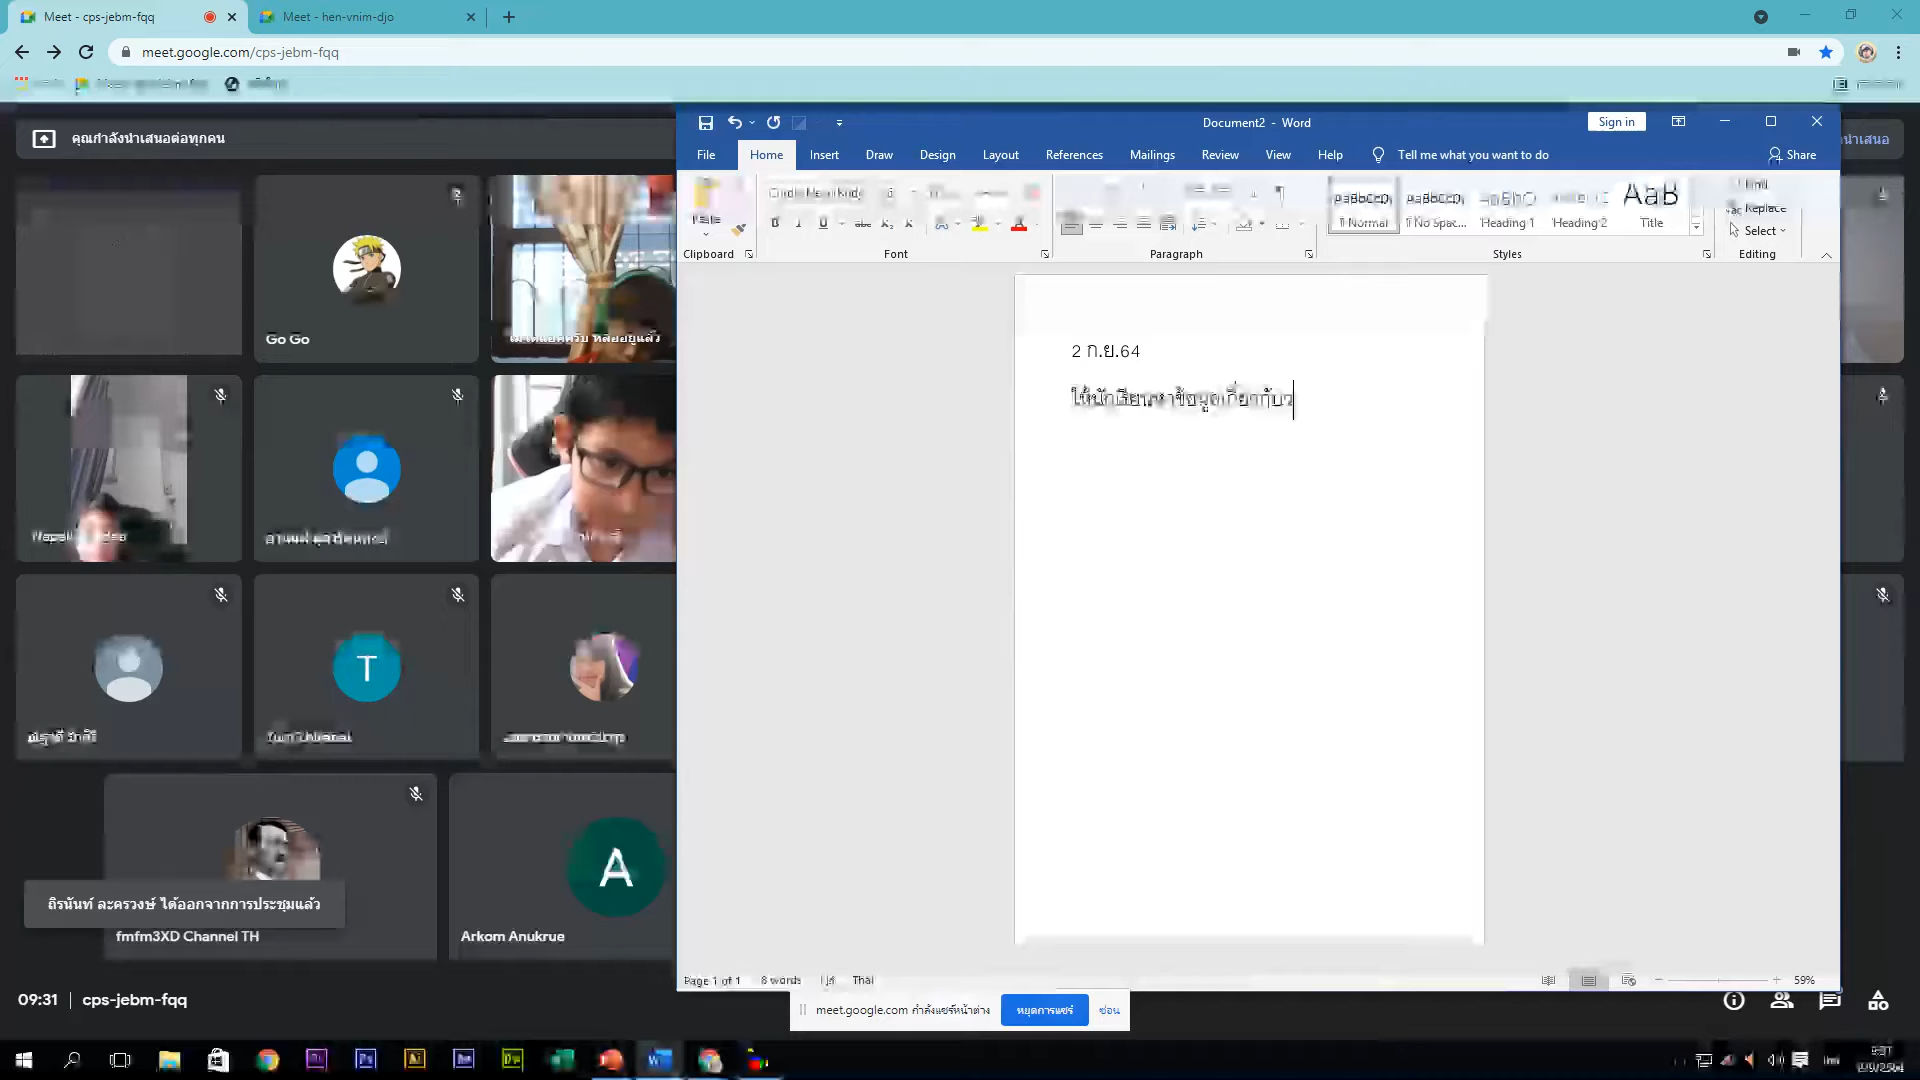 Meet - cps-jebm-fqq
Meet - hen-vnim-djo
meet.google.com/cps-jebm-fqq
คุณกำลังนำเสนอต่อทุกคน
Go Go
T
A
ถิรนันท์ ละครวงษ์ ได้ออกจากการประชุมแล้ว
fmfm3XD Channel TH
Arkom Anukrue
09:31 | cps-jebm-fqq
Document2 - Word
Sign in
File Home Insert Draw Design Layout References Mailings Review View Help Tell me what you want to do Share
AaB
Normal No Spac... Heading 1 Heading 2 Title
Replace
Select
Clipboard Font Paragraph Styles Editing
2 ก.ย.64
ให้นักเรียนหาข้อมูลเกี่ยวกับว
Page 1 of 1 8 words Thai 59%
meet.google.com กำลังแชร์หน้าต่าง หยุดการแชร์ ซ่อน